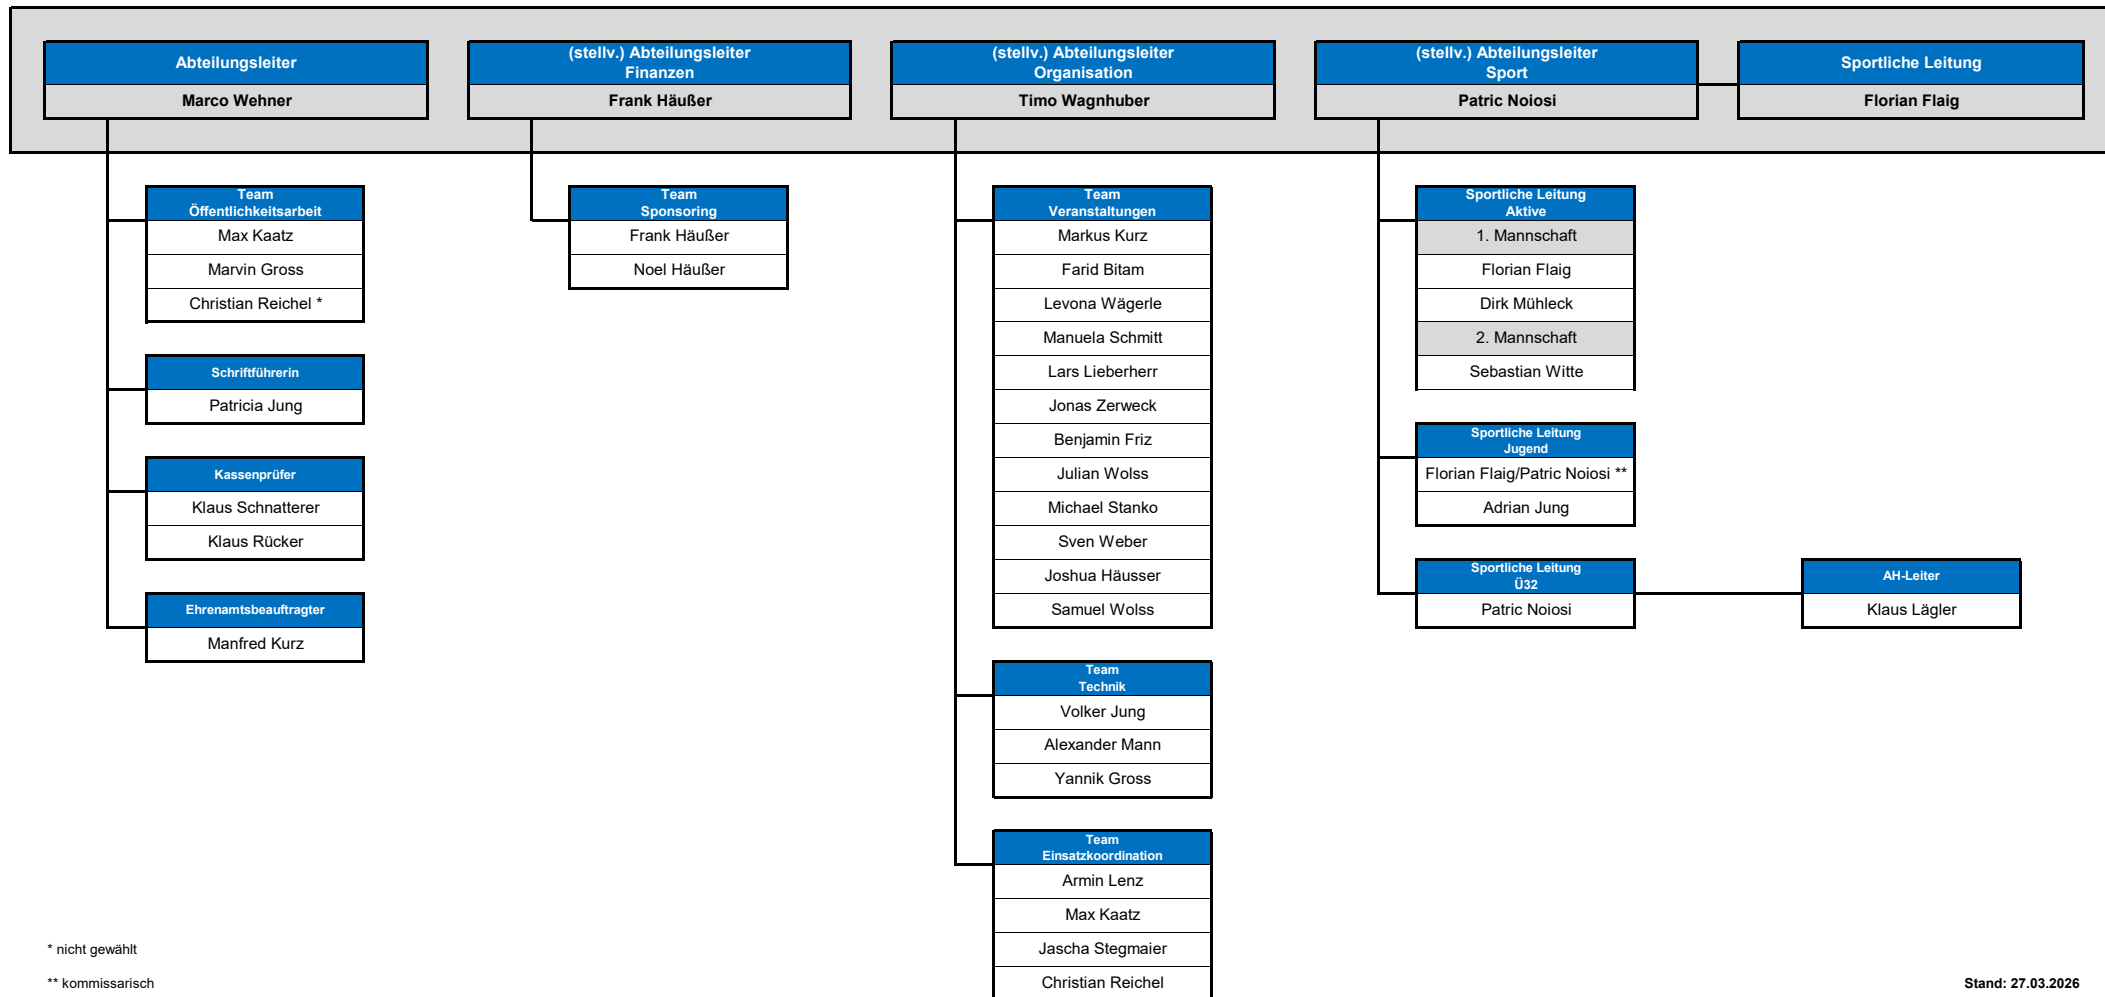 Abteilungsleiter
Marco Wehner
(stellv.) Abteilungsleiter
Finanzen
Frank Häußer
(stellv.) Abteilungsleiter
Organisation
Timo Wagnhuber
(stellv.) Abteilungsleiter
Sport
Patric Noiosi
Sportliche Leitung
Florian Flaig
Team
Öffentlichkeitsarbeit
Max Kaatz
Marvin Gross
Christian Reichel *
Schriftführerin
Patricia Jung
Kassenprüfer
Klaus Schnatterer
Klaus Rücker
Ehrenamtsbeauftragter
Manfred Kurz
Team
Sponsoring
Frank Häußer
Noel Häußer
Team
Veranstaltungen
Markus Kurz
Farid Bitam
Levona Wägerle
Manuela Schmitt
Lars Lieberherr
Jonas Zerweck
Benjamin Friz
Julian Wolss
Michael Stanko
Sven Weber
Joshua Häusser
Samuel Wolss
Team
Technik
Volker Jung
Alexander Mann
Yannik Gross
Team
Einsatzkoordination
Armin Lenz
Max Kaatz
Jascha Stegmaier
Christian Reichel
Sportliche Leitung
Aktive
1. Mannschaft
Florian Flaig
Dirk Mühleck
2. Mannschaft
Sebastian Witte
Sportliche Leitung
Jugend
Florian Flaig/Patric Noiosi **
Adrian Jung
Sportliche Leitung
Ü32
Patric Noiosi
AH-Leiter
Klaus Lägler
* nicht gewählt
** kommissarisch
Stand: 27.03.2026